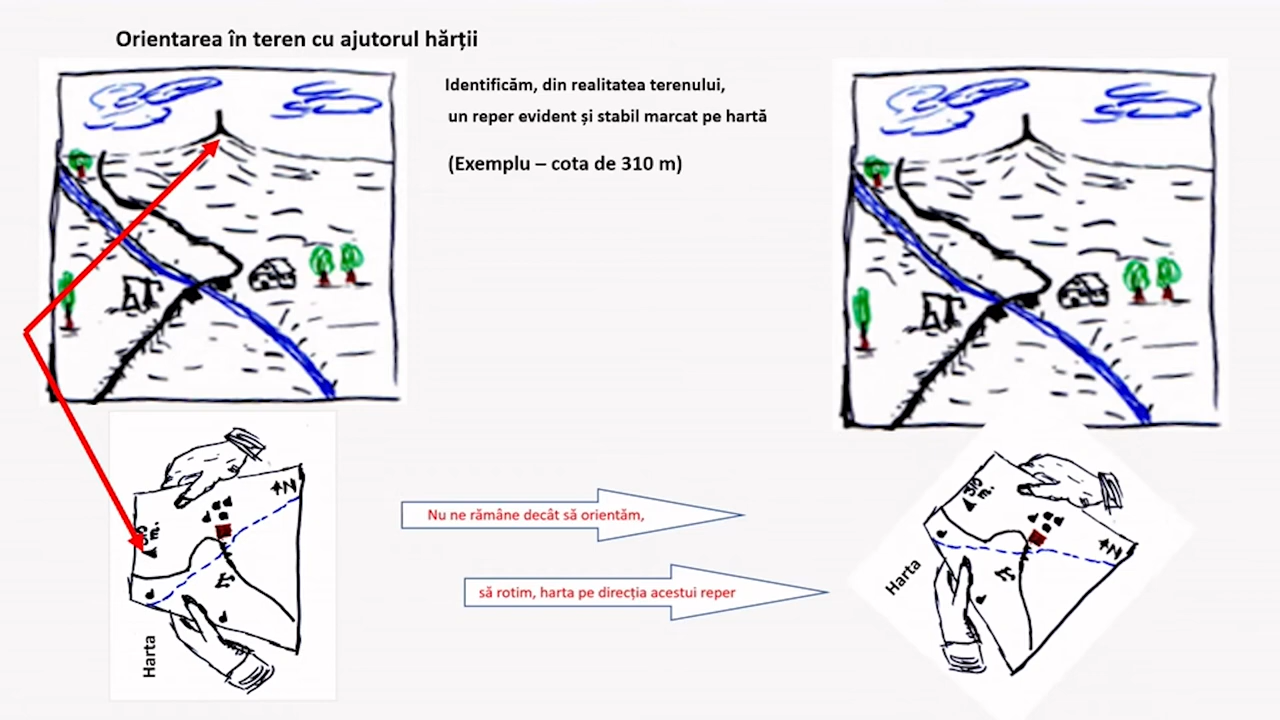 Orientarea în teren cu ajutorul hărții
Identificăm, din realitatea terenului,
un reper evident și stabil marcat pe hartă
(Exemplu – cota de 310 m)
Nu ne rămâne decât să orientăm,
să rotim, harta pe direcția acestui reper
N
m.
Harta
310
m.
N
Harta